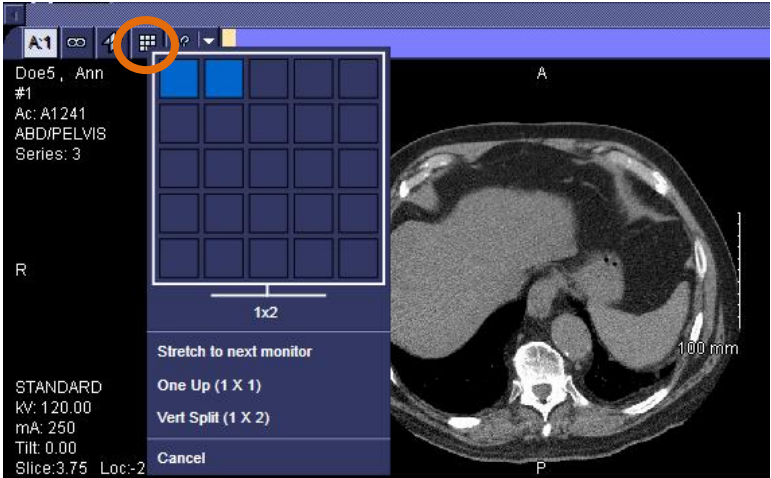 A:1
?
Doe5, Ann
#1
Ac: A1241
ABD/PELVIS
Series: 3
A
R
1x2
Stretch to next monitor
One Up (1 X 1)
Vert Split (1 X 2)
Cancel
100 mm
STANDARD
kV: 120.00
mA: 250
Tilt: 0.00
Slice:3.75 Loc:-2
P